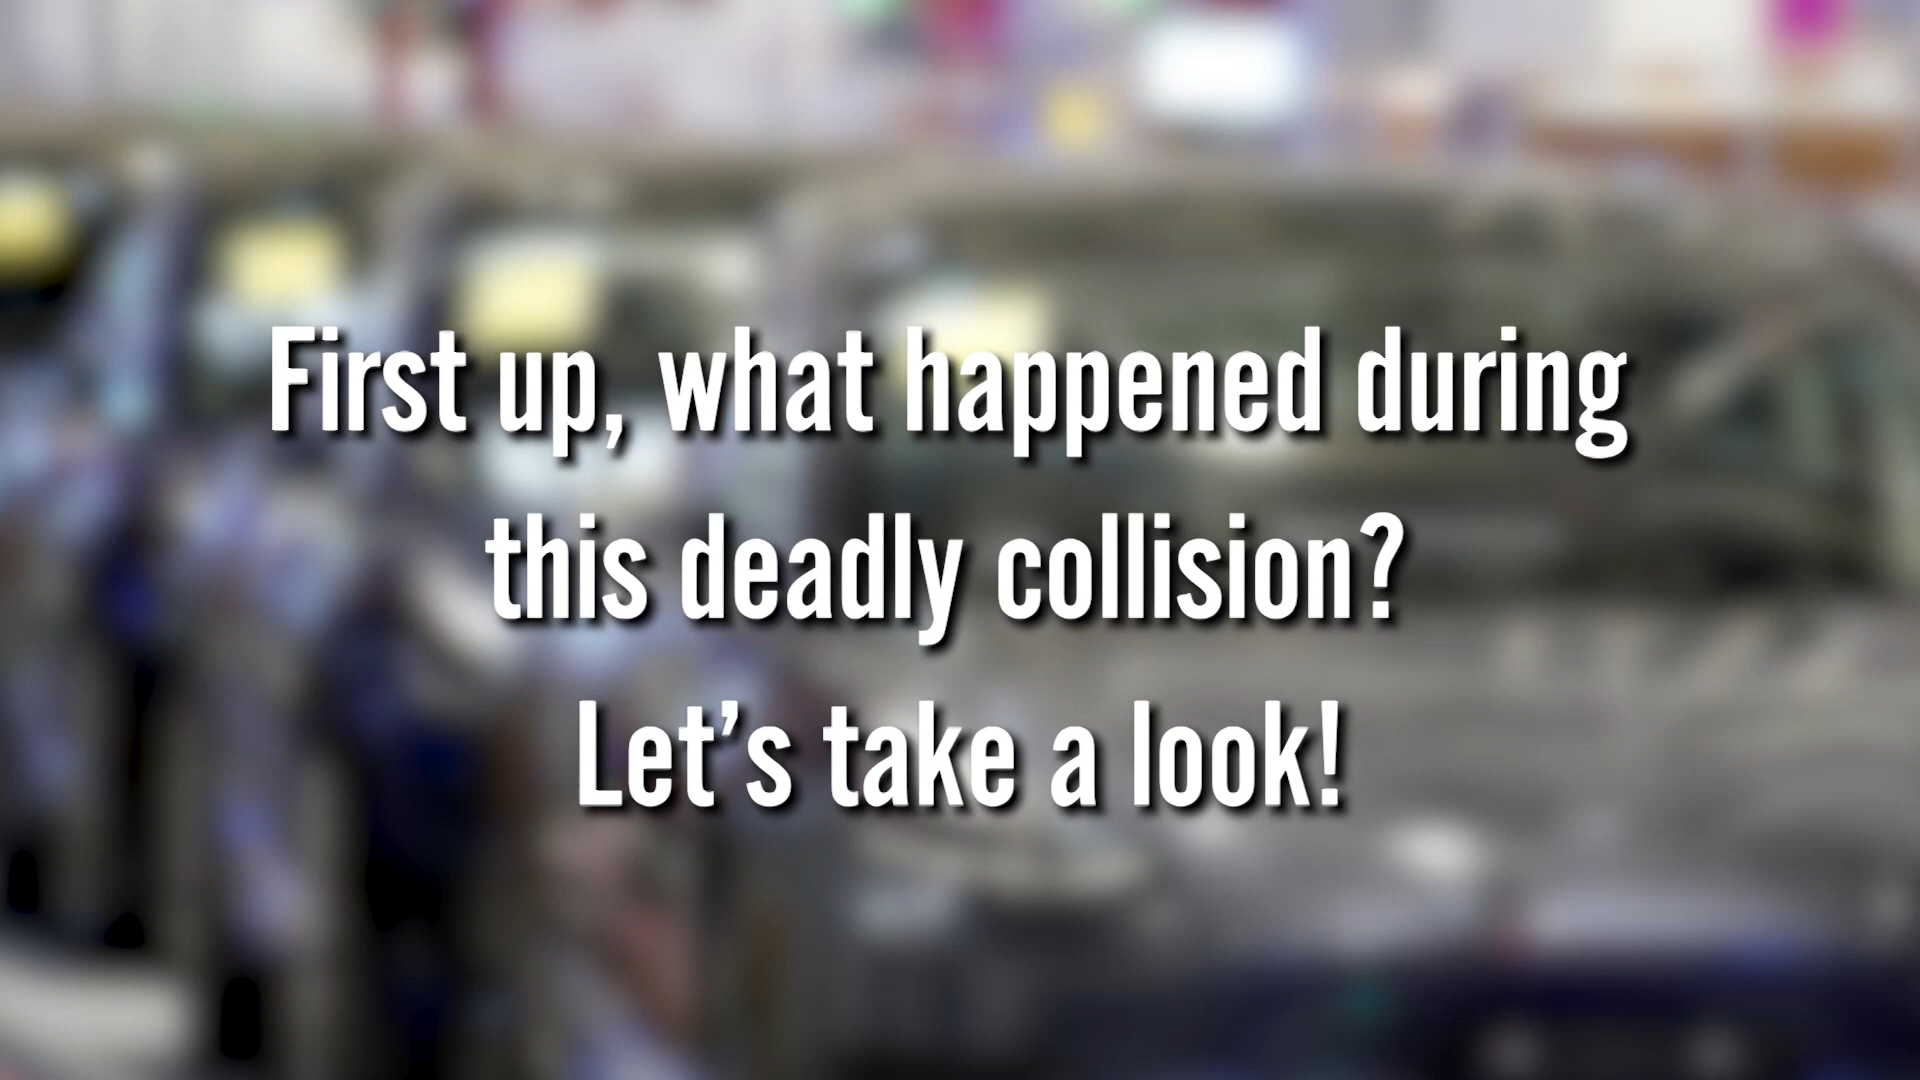 First up, what happened during
this deadly collision?
Let’s take a look!